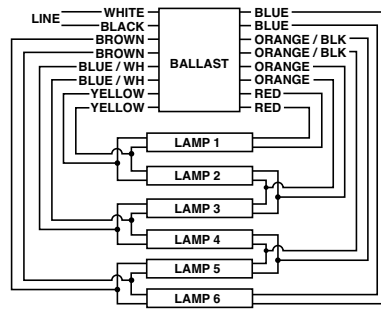 LINE
WHITE
BLACK
BROWN
BROWN
BLUE / WH
BLUE / WH
YELLOW
YELLOW
BALLAST
BLUE
BLUE
ORANGE / BLK
ORANGE / BLK
ORANGE
ORANGE
RED
RED
LAMP 1
LAMP 2
LAMP 3
LAMP 4
LAMP 5
LAMP 6